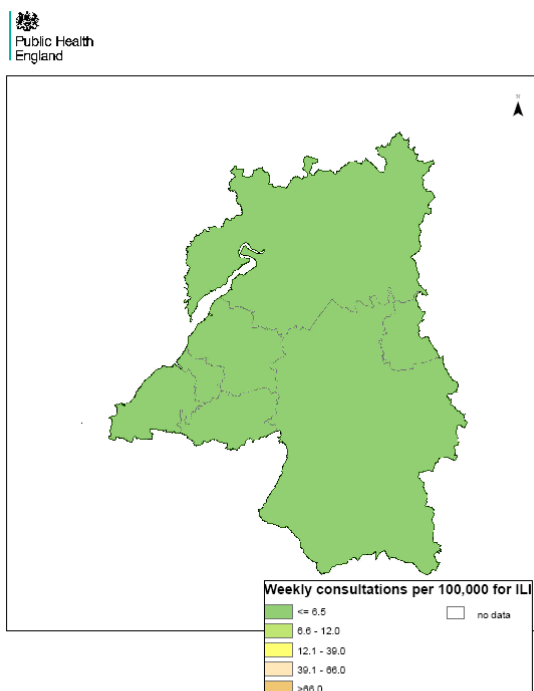 Public Health
England
N
Weekly consultations per 100,000 for ILI
<= 6.5
no data
6.6 - 12.0
12.1 - 39.0
39.1 - 66.0
>66.0